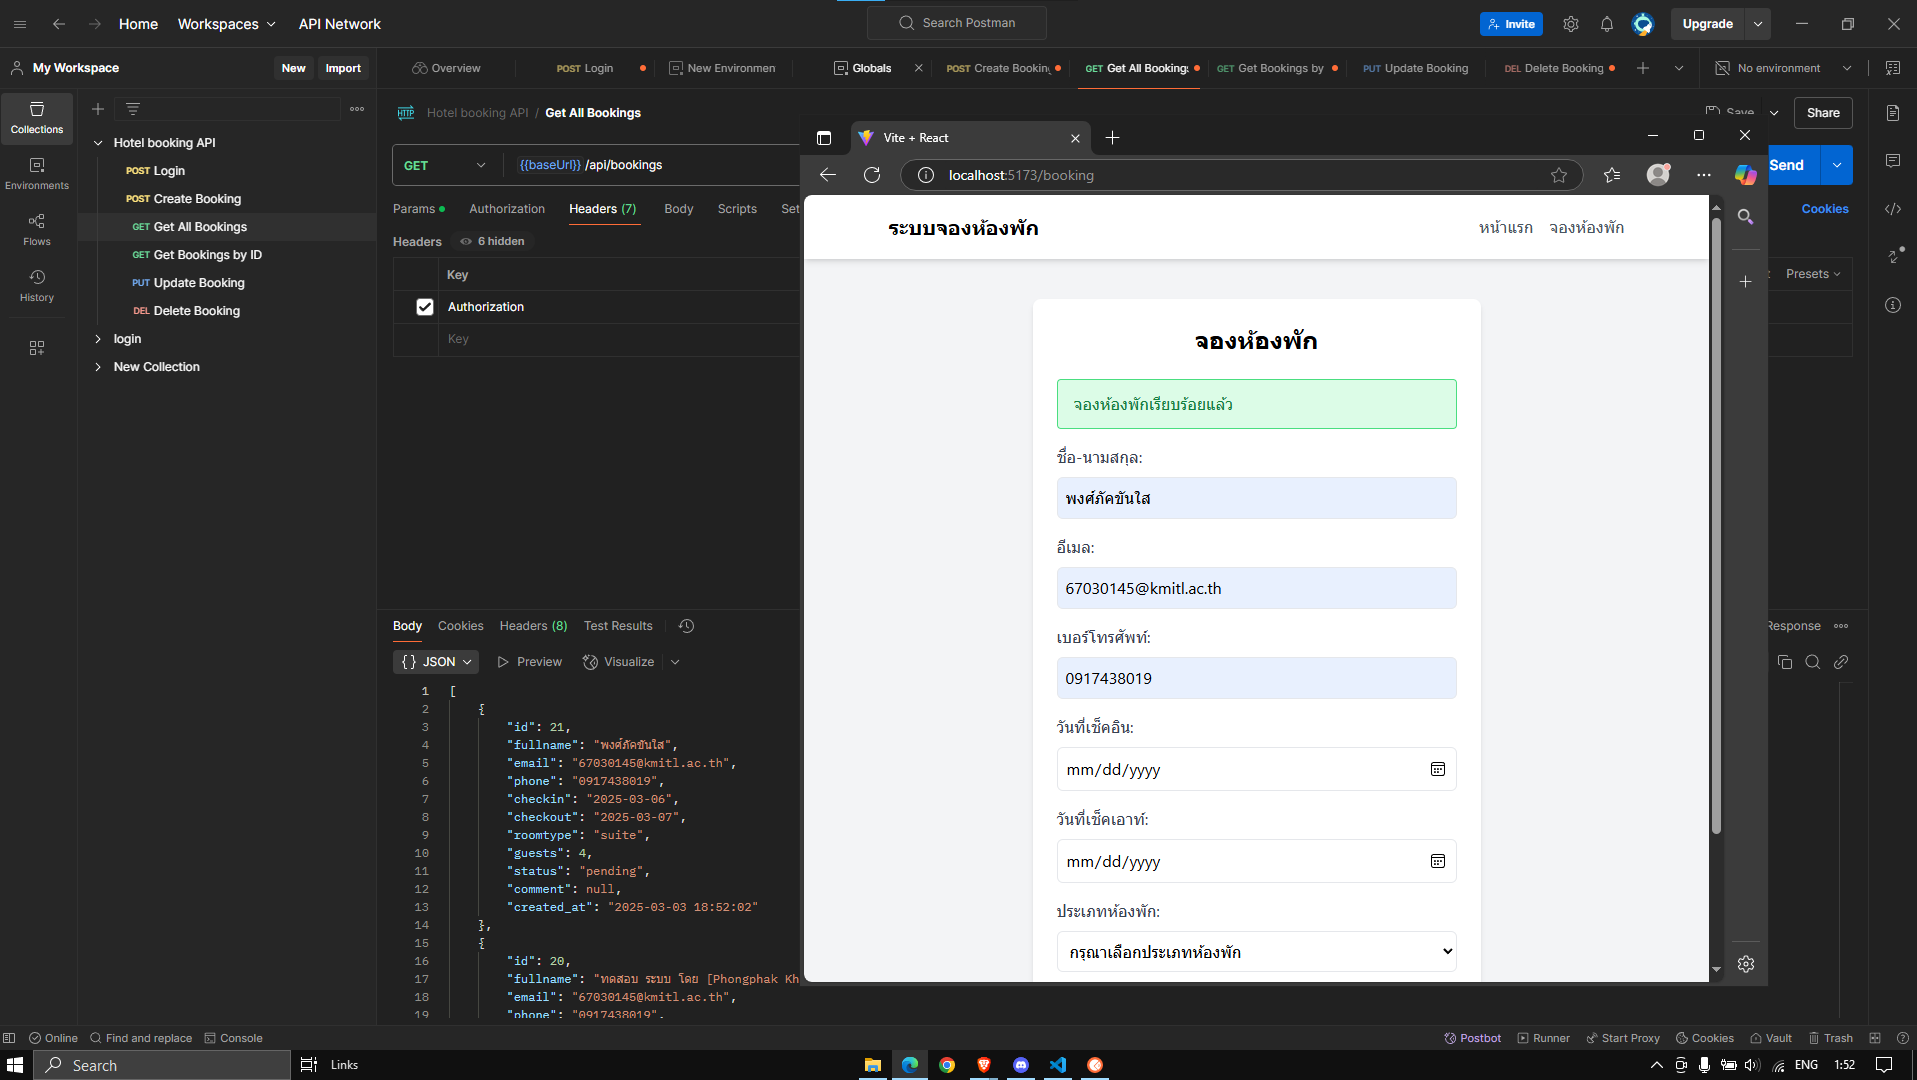 Home
Workspaces
API Network
Search Postman
Invite
Upgrade
My Workspace
New
Import
Overview
POST Login
New Environmen
Globals
POST Create Bookin
GET All Bookings
GET Get Bookings by
PUT Update Booking
DEL Delete Booking
No environment
Collections
Environments
Flows
History
Hotel booking API
POST Login
POST Create Booking
GET Get All Bookings
GET Get Bookings by ID
PUT Update Booking
DEL Delete Booking
login
New Collection
HTTP Hotel booking API / Get All Bookings
Save
Share
GET
{{baseUrl}} /api/bookings
Send
Params
Authorization
Headers (7)
Body
Scripts
Set
Cookies
Headers
6 hidden
Key
Presets
Authorization
Key
Vite + React
localhost:5173/booking
ระบบจองห้องพัก
หน้าแรก
จองห้องพัก
จองห้องพัก
จองห้องพักเรียบร้อยแล้ว
ชื่อ-นามสกุล:
พงศ์ภัคขันใส
อีเมล:
67030145@kmitl.ac.th
เบอร์โทรศัพท์:
0917438019
วันที่เช็คอิน:
mm/dd/yyyy
วันที่เช็คเอาท์:
mm/dd/yyyy
ประเภทห้องพัก:
กรุณาเลือกประเภทห้องพัก
Body
Cookies
Headers (8)
Test Results
Response
{} JSON
Preview
Visualize
1 [
2 {
3 "id": 21,
4 "fullname": "พงศ์ภัคขันใส",
5 "email": "67030145@kmitl.ac.th",
6 "phone": "0917438019",
7 "checkin": "2025-03-06",
8 "checkout": "2025-03-07",
9 "roomtype": "suite",
10 "guests": 4,
11 "status": "pending",
12 "comment": null,
13 "created_at": "2025-03-03 18:52:02"
14 },
15 {
16 "id": 20,
17 "fullname": "ทดสอบ ระบบ โดย [Phongphak Kh
18 "email": "67030145@kmitl.ac.th",
19 "phone": "0917438019",
Online
Find and replace
Console
Postbot
Runner
Start Proxy
Cookies
Vault
Trash
Search
Links
ENG
1:52